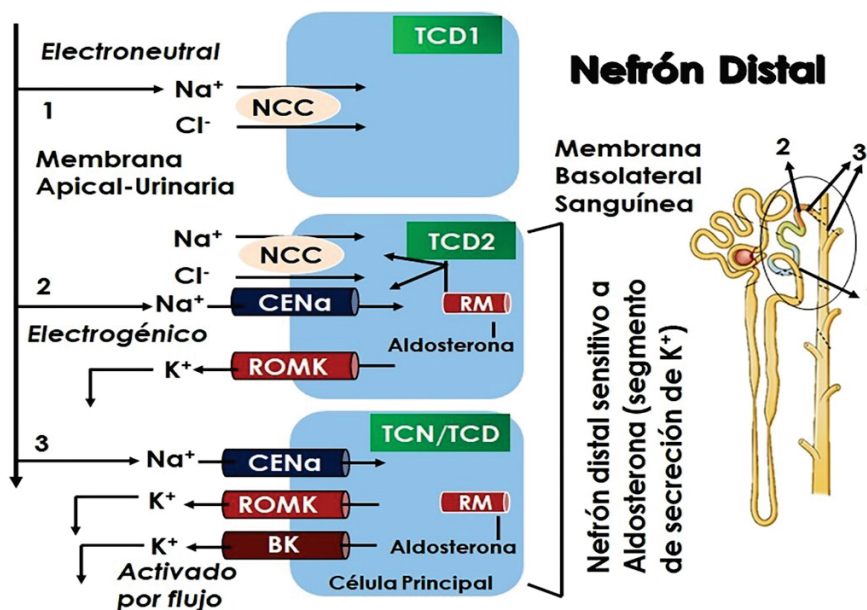 Electroneutral
TCD1
Nefrón Distal
1
Na⁺
NCC
Cl⁻
Membrana
Apical-Urinaria
Membrana
Basolateral
Sanguínea
2
3
Na⁺
NCC
TCD2
Cl⁻
2
Na⁺
CENa
RM
Electrogénico
Aldosterona
K⁺
ROMK
3
TCN/TCD
Na⁺
CENa
K⁺
ROMK
RM
K⁺
BK
Aldosterona
Activado
por flujo
Célula Principal
Nefrón distal sensitivo a
Aldosterona (segmento
de secreción de K⁺)